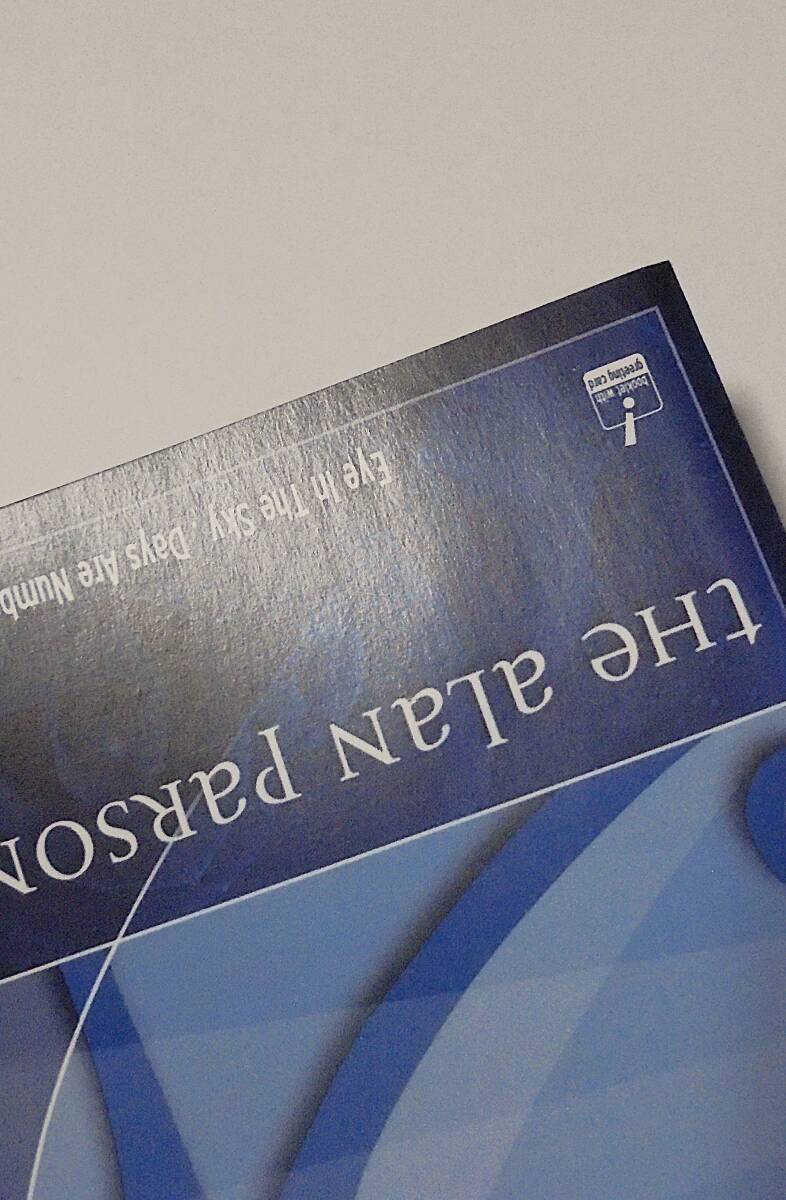 booklet with
greeting card
Eye In The Sky , Days Are Numb
tHe aLaN PaRSON